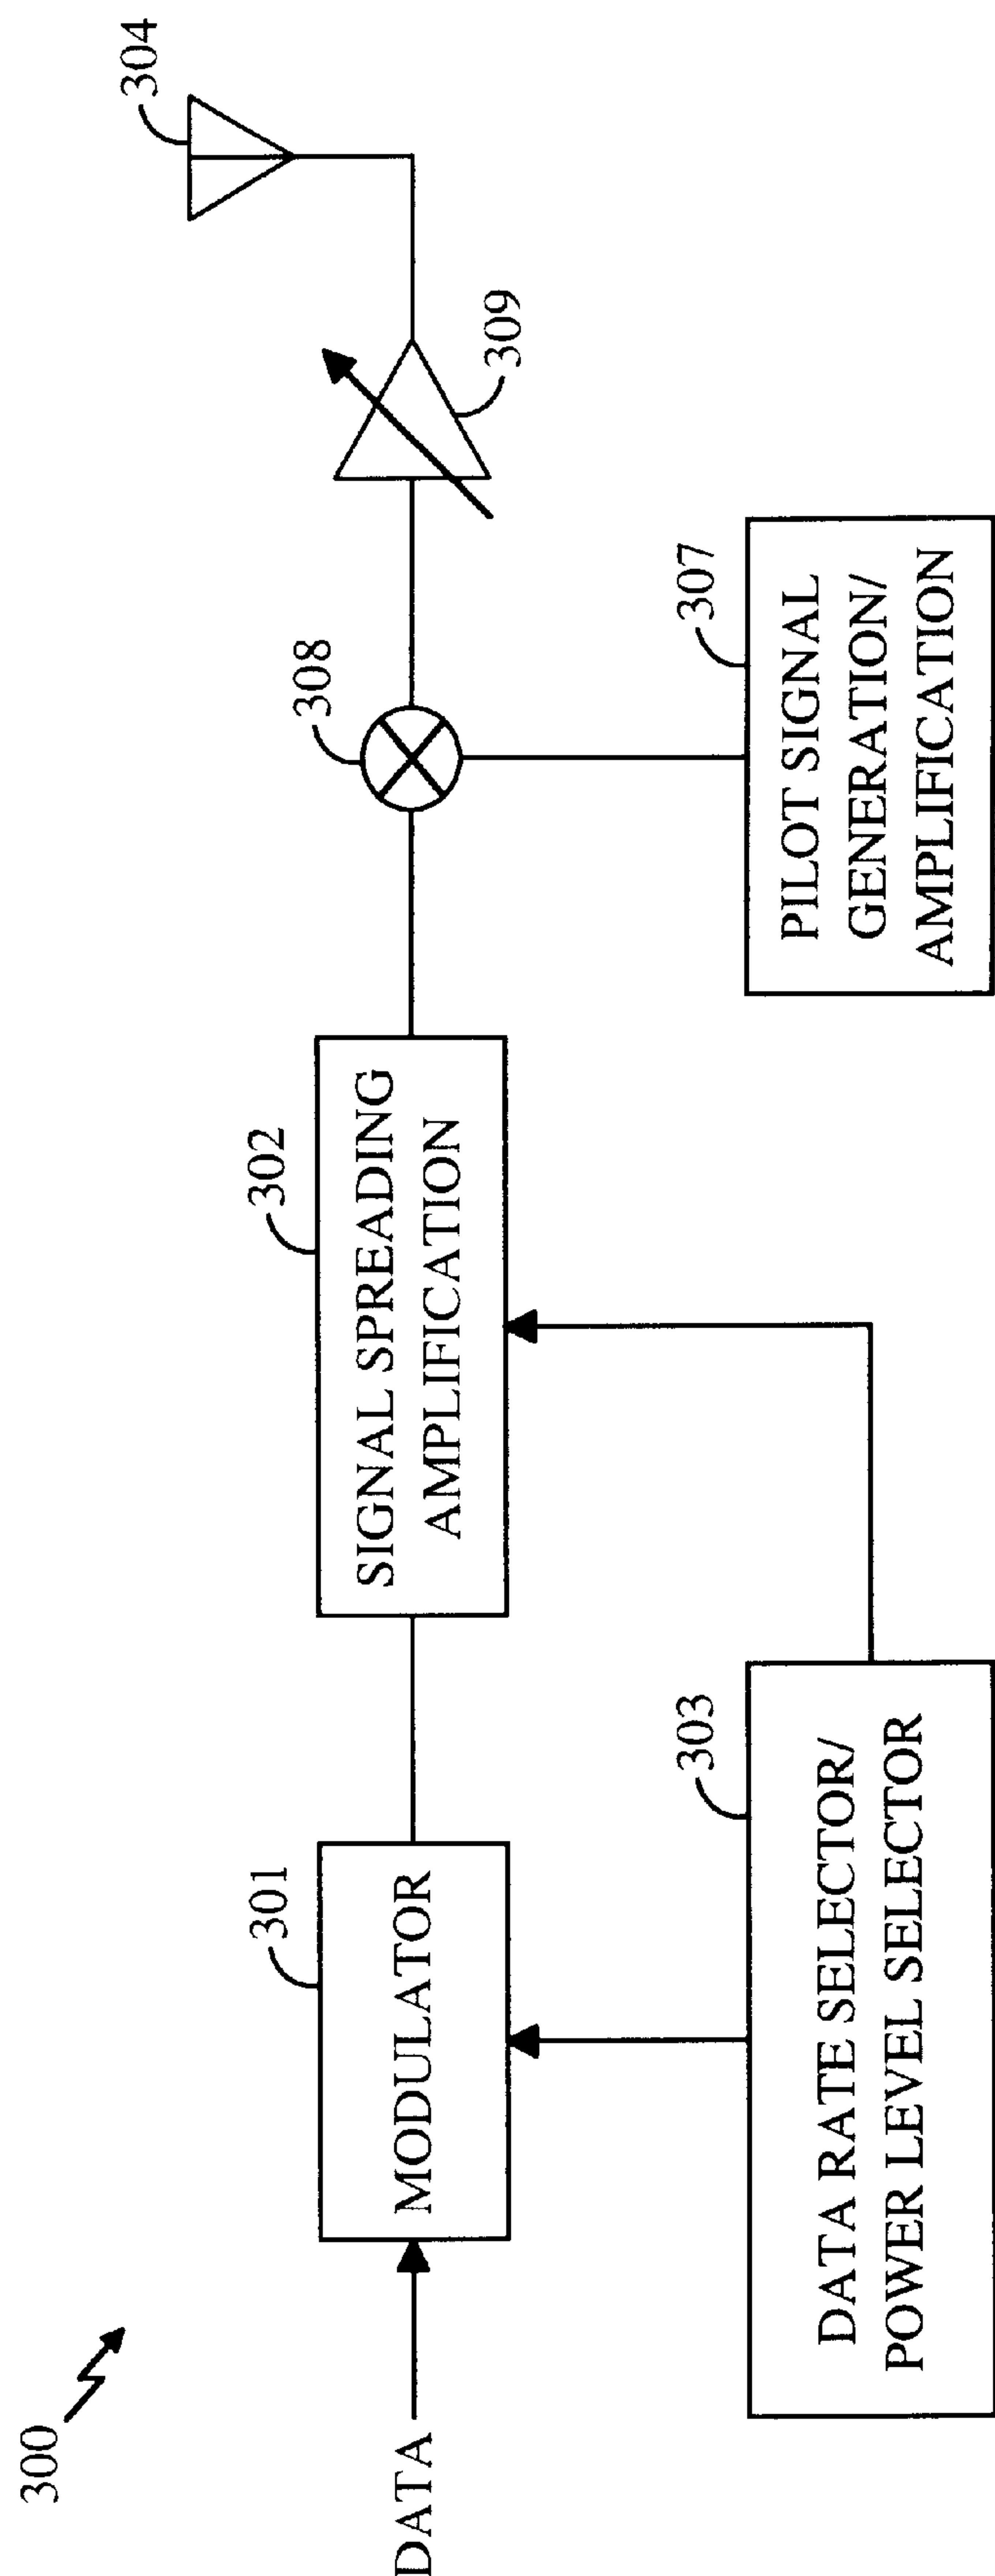 300
DATA
301
MODULATOR
302
SIGNAL SPREADING
AMPLIFICATION
308
309
304
303
DATA RATE SELECTOR/
POWER LEVEL SELECTOR
307
PILOT SIGNAL
GENERATION/
AMPLIFICATION